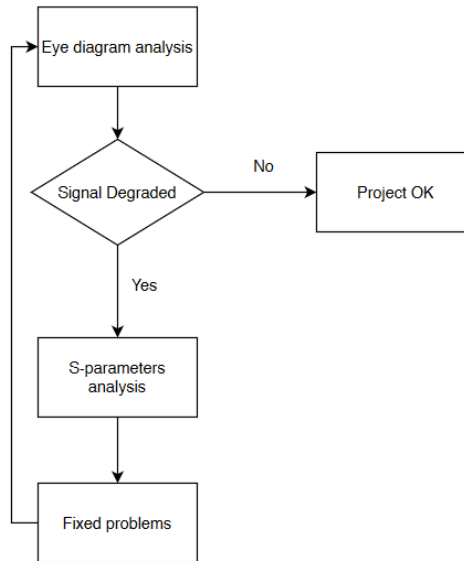 Eye diagram analysis
Signal Degraded
No
Project OK
Yes
S-parameters
analysis
Fixed problems